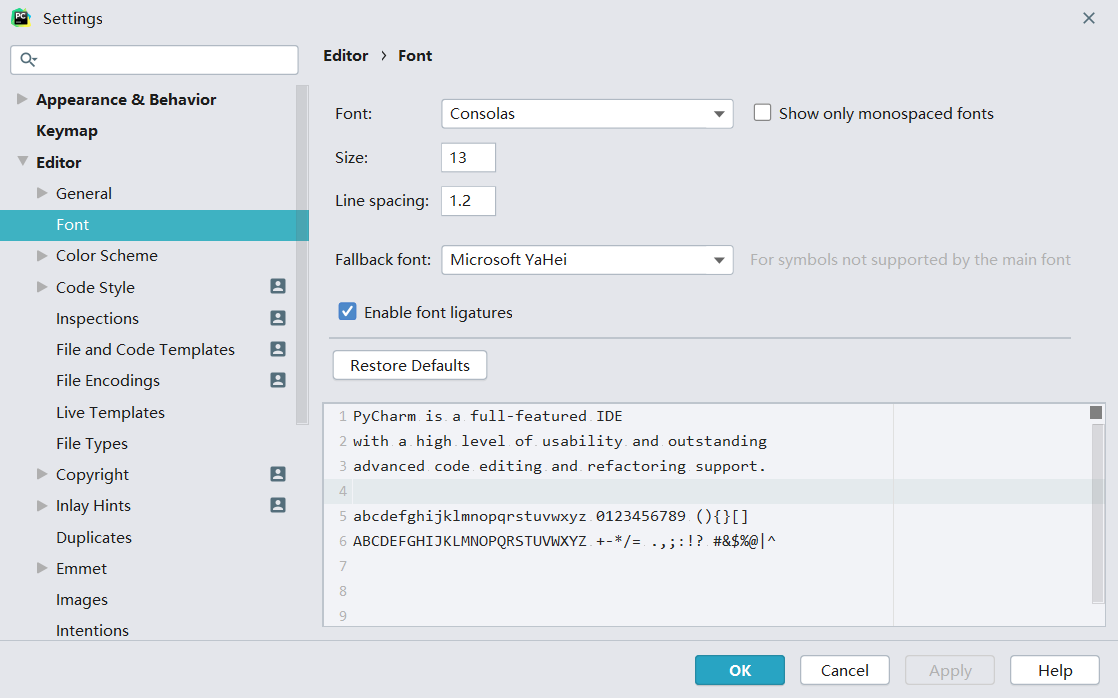 PC Settings
Appearance & Behavior
Keymap
Editor
General
Font
Color Scheme
Code Style
Inspections
File and Code Templates
File Encodings
Live Templates
File Types
Copyright
Inlay Hints
Duplicates
Emmet
Images
Intentions
Editor › Font
Font: Consolas Show only monospaced fonts
Size: 13
Line spacing: 1.2
Fallback font: Microsoft YaHei For symbols not supported by the main font
Enable font ligatures
Restore Defaults
1 PyCharm is a full-featured IDE
2 with a high level of usability and outstanding
3 advanced code editing and refactoring support.
4
5 abcdefghijklmnopqrstuvwxyz 0123456789 (){}[]
6 ABCDEFGHIJKLMNOPQRSTUVWXYZ +-*/= .,;:!? #&$%@|^
7
8
9
OK Cancel Apply Help